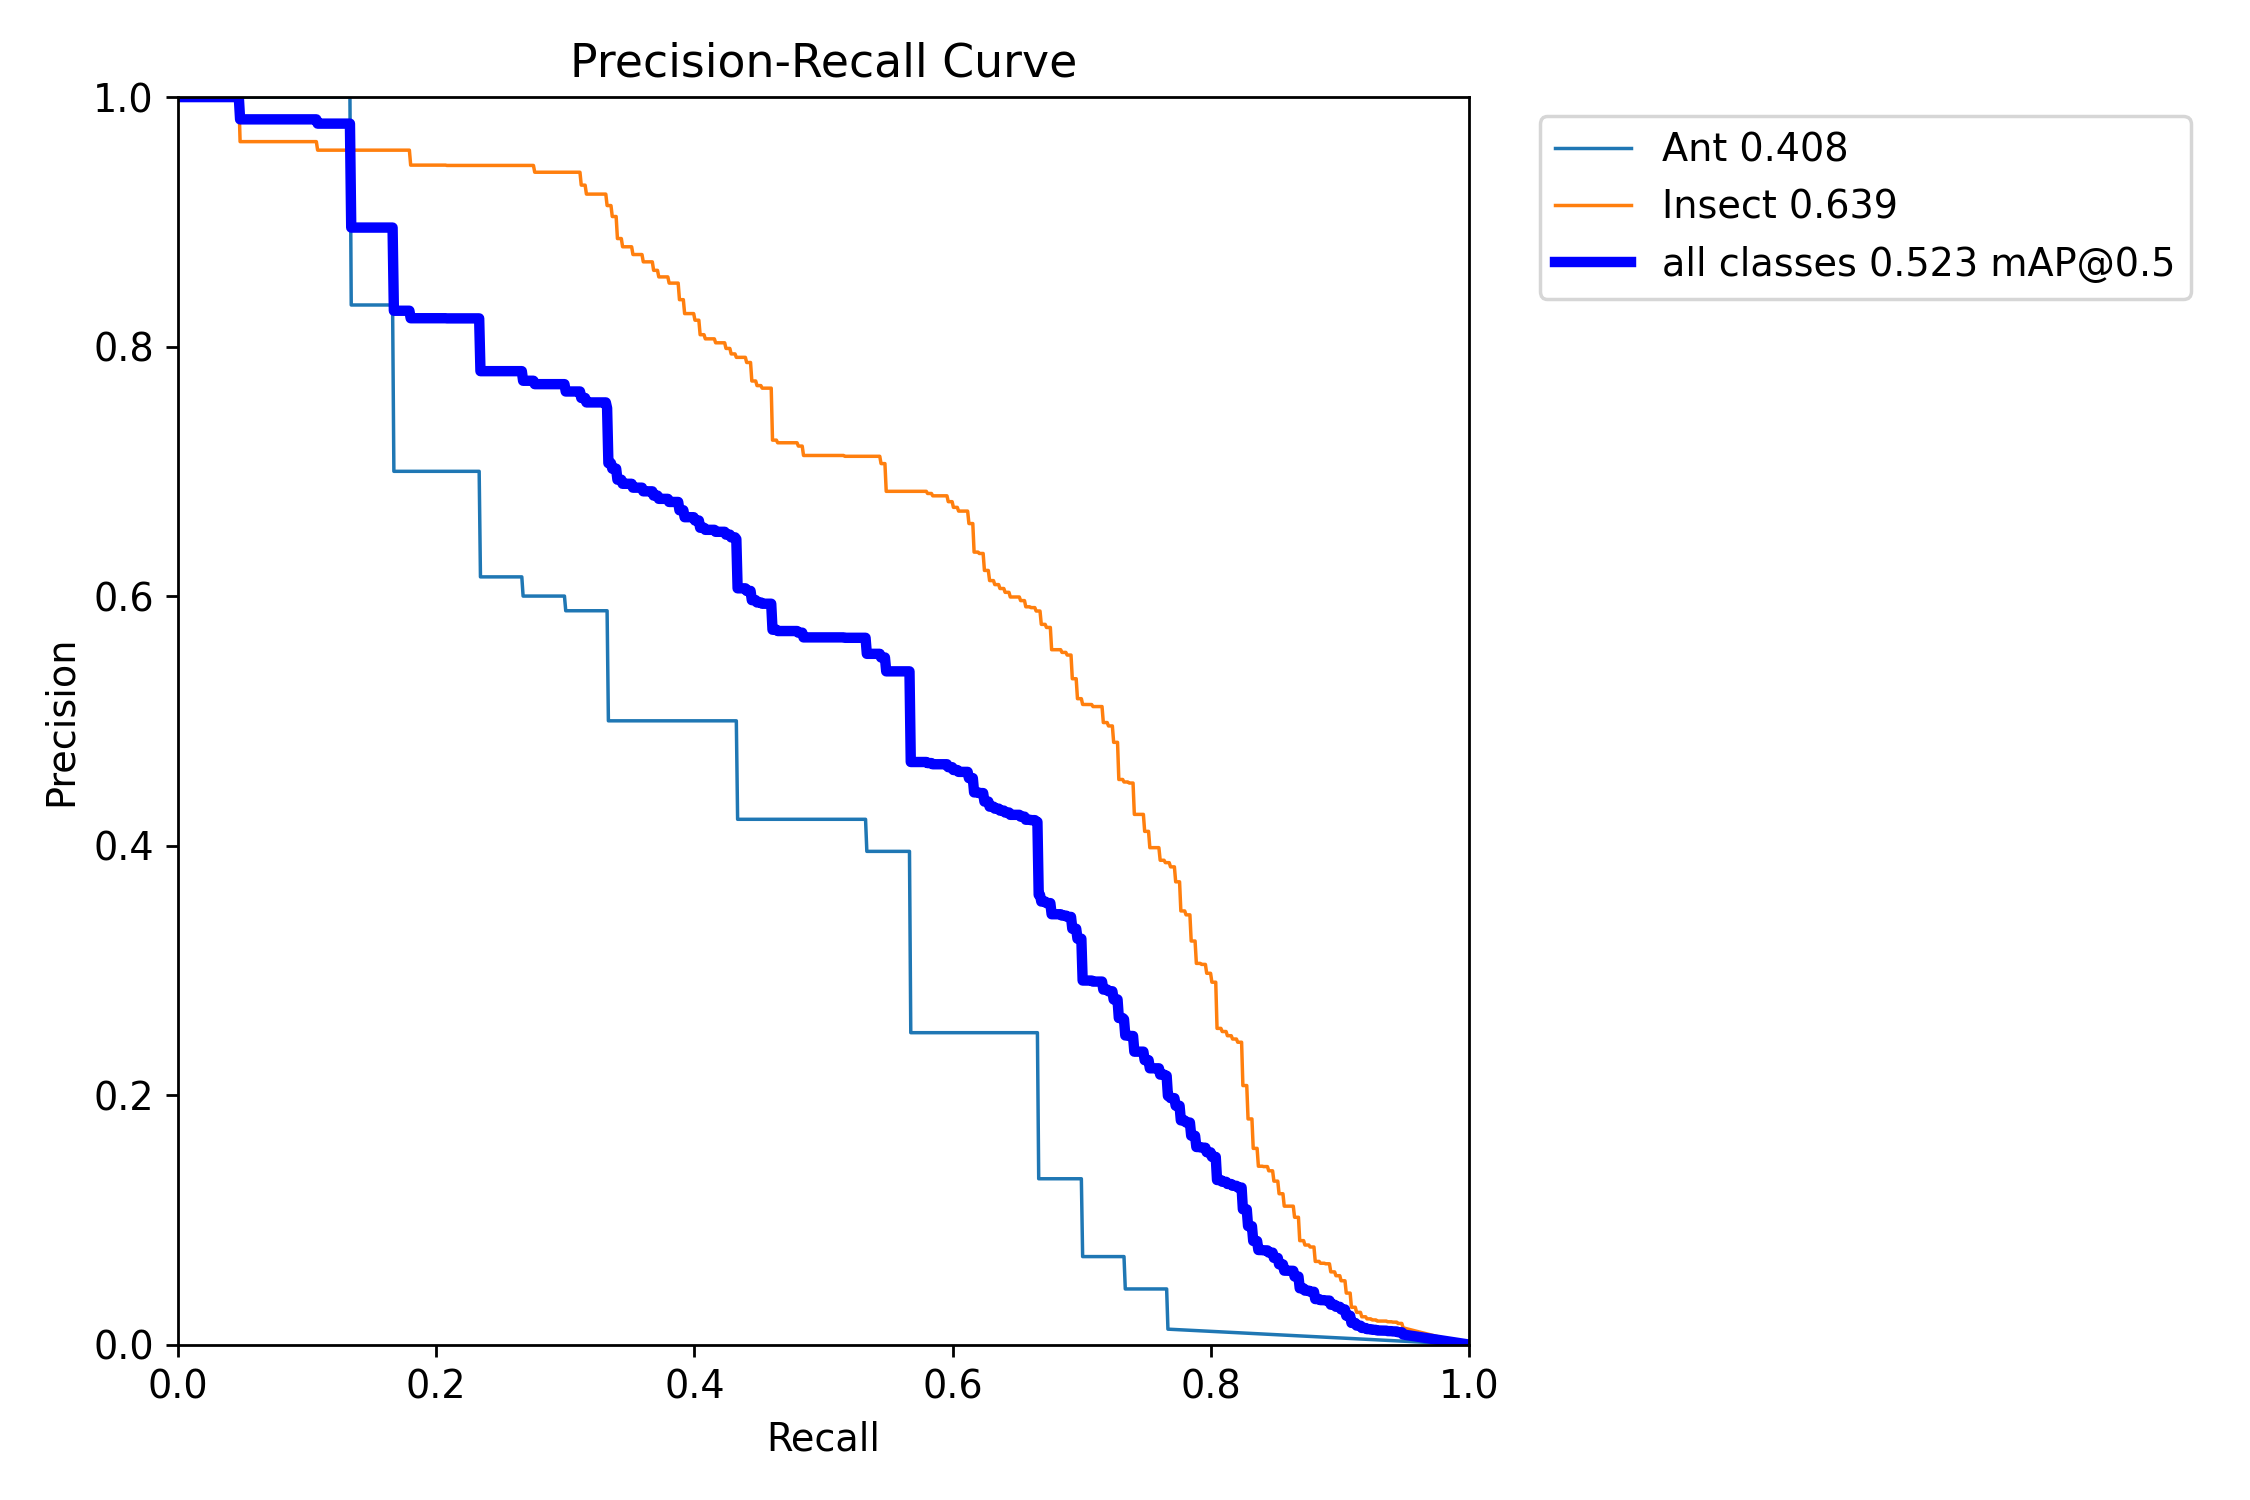 Precision-Recall Curve
1.0
0.8
0.6
0.4
0.2
0.0
Precision
0.0 0.2 0.4 0.6 0.8 1.0
Recall
Ant 0.408
Insect 0.639
all classes 0.523 mAP@0.5